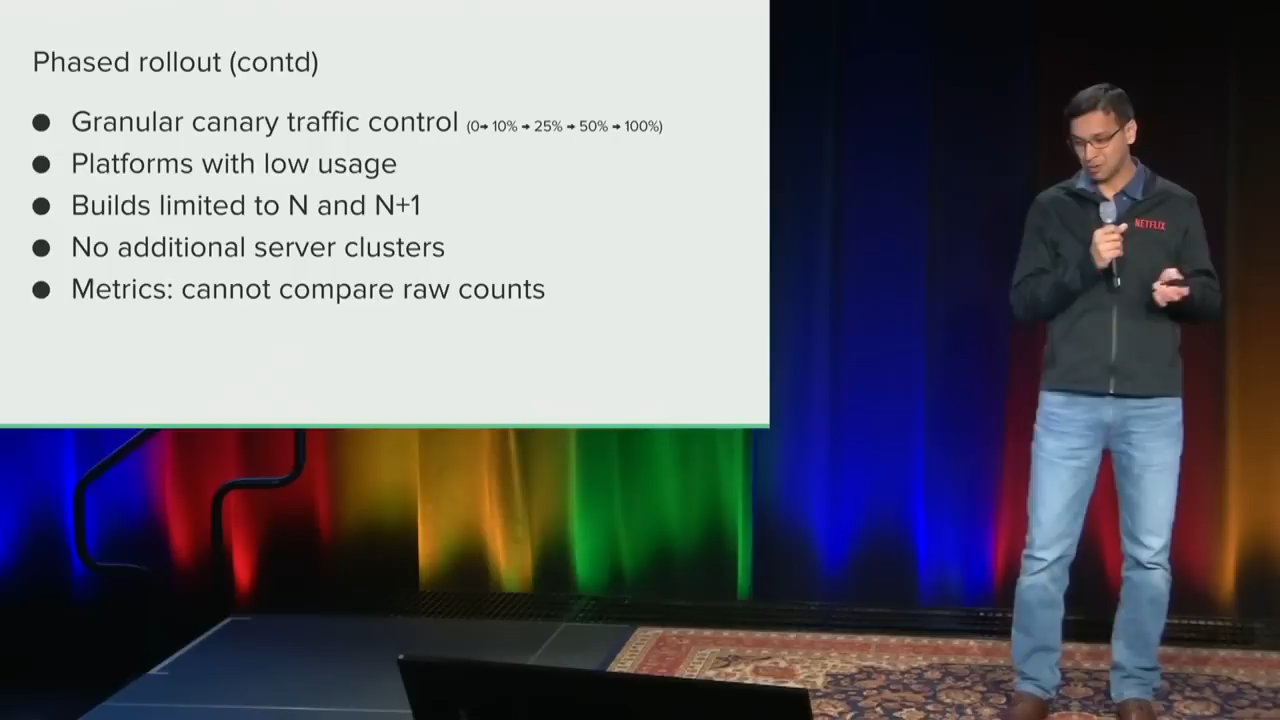 Phased rollout (contd)
● Granular canary traffic control (0→ 10% → 25% → 50% → 100%)
● Platforms with low usage
● Builds limited to N and N+1
● No additional server clusters
● Metrics: cannot compare raw counts
NETFLIX